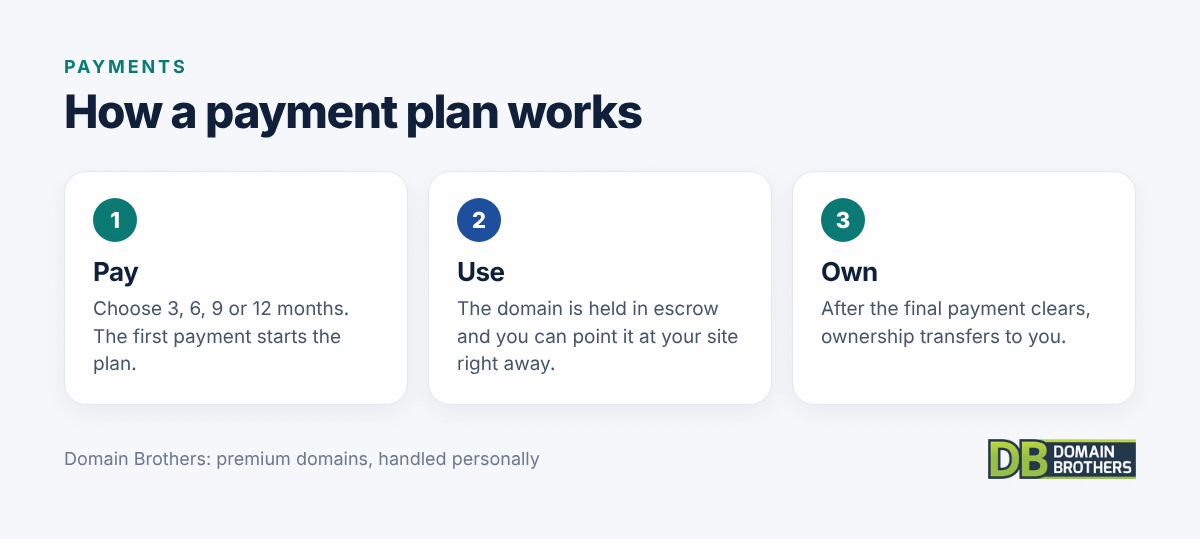 PAYMENTS
How a payment plan works
1
Pay
Choose 3, 6, 9 or 12 months.
The first payment starts the
plan.
2
Use
The domain is held in escrow
and you can point it at your site
right away.
3
Own
After the final payment clears,
ownership transfers to you.
Domain Brothers: premium domains, handled personally
DB DOMAIN
BROTHERS